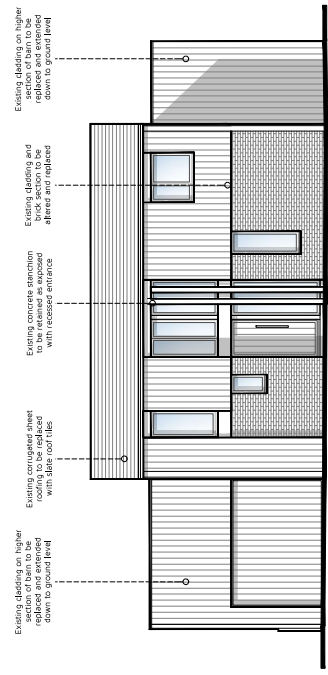 Existing cladding on higher
section of barn to be
replaced and extended
down to ground level
Existing corrugated sheet
roofing to be replaced
with slate roof tiles
Existing concrete stanchion
to be retained as exposed
with recessed entrance
Existing cladding and
brick section to be
altered and replaced
Existing cladding on higher
section of barn to be
replaced and extended
down to ground level